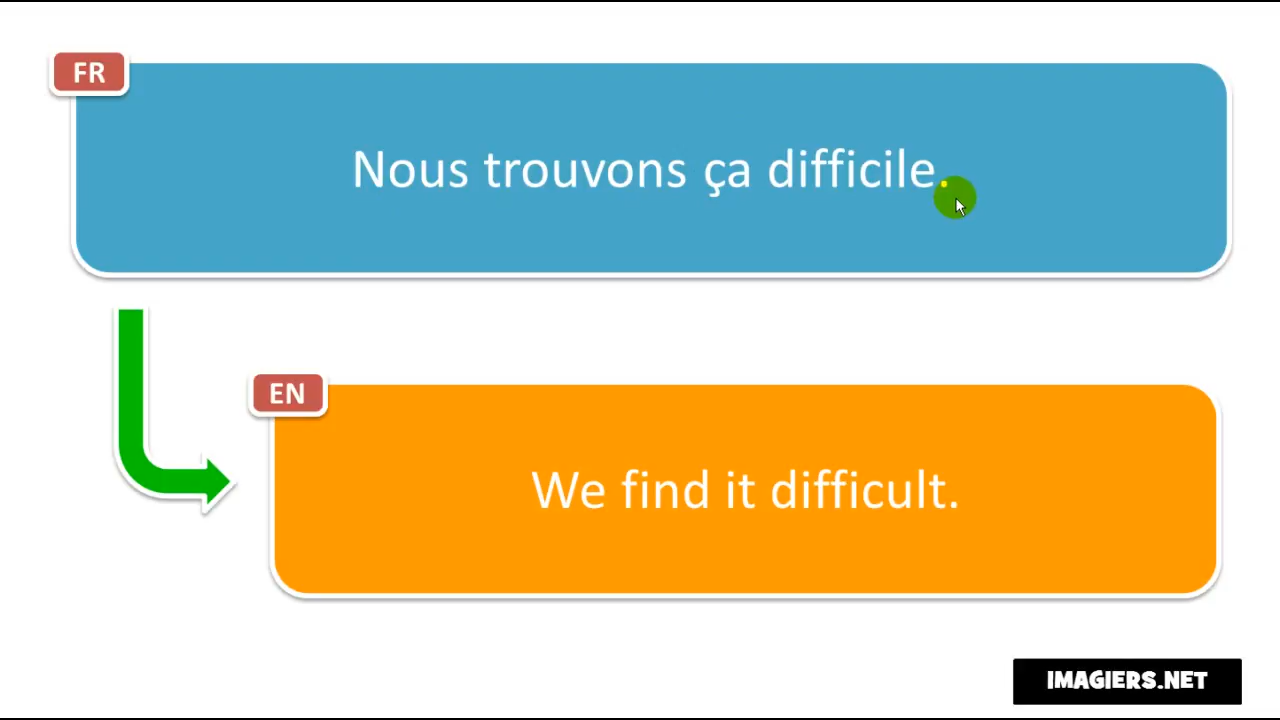 FR
Nous trouvons ça difficile.
EN
We find it difficult.
IMAGIERS.NET